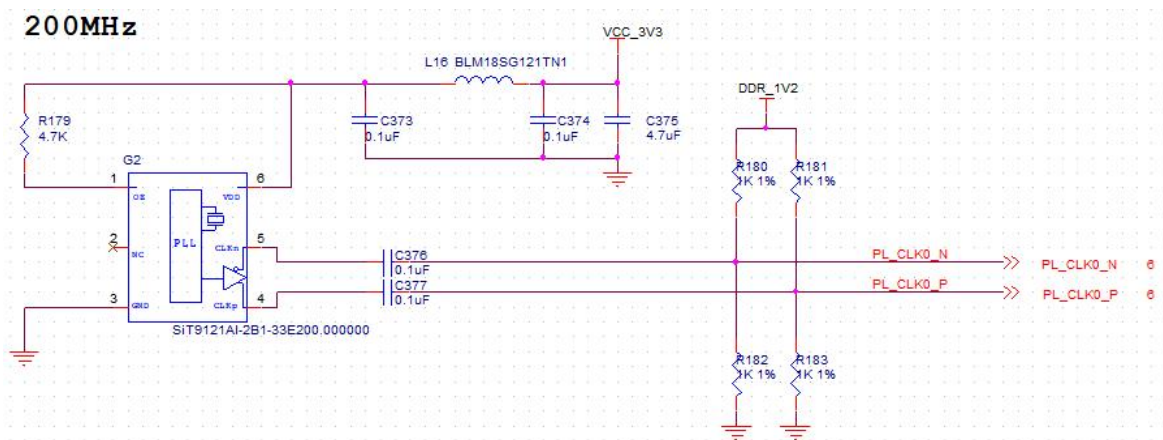 200MHz
VCC_3V3
L16 BLM18SG121TN1
DDR_1V2
R179
4.7K
C373
0.1uF
C374
0.1uF
C375
4.7uF
G2
R180
1K 1%
R181
1K 1%
1
OE
VDD
6
2
NC
PLL
CLKn
5
C376
0.1uF
PL_CLK0_N
PL_CLK0_N 6
3
GND
CLKp
4
C377
0.1uF
PL_CLK0_P
PL_CLK0_P 6
SiT9121AI-2B1-33E200.000000
R182
1K 1%
R183
1K 1%